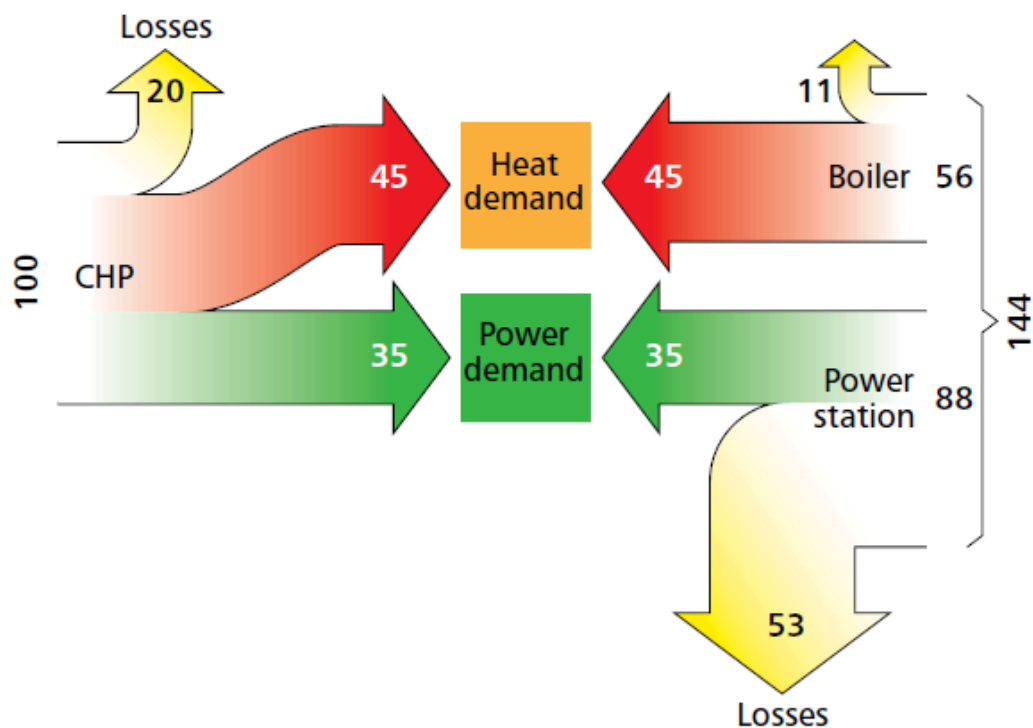 Losses
20
11
45
Heat
demand
45
Boiler
56
100
CHP
144
35
Power
demand
35
Power
station
88
53
Losses